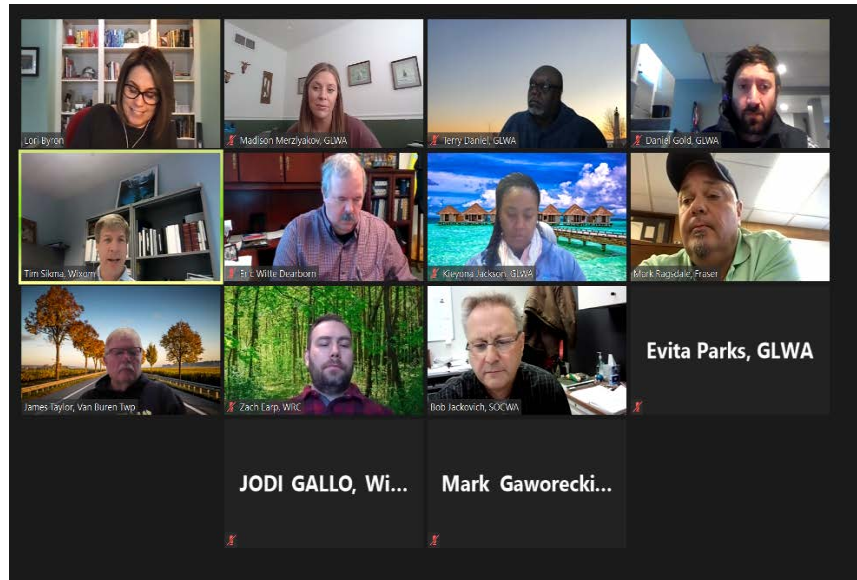 Lori Byron
Madison Merzlyakov, GLWA
Terry Daniel, GLWA
Daniel Gold, GLWA
Tim Sikma, Wixom
Eric Witte Dearborn
Kieyona Jackson, GLWA
Mark Ragsdale, Fraser
James Taylor, Van Buren Twp
Zach Earp, WRC
Bob Jackovich, SOCWA
Evita Parks, GLWA
JODI GALLO, Wi...
Mark Gaworecki...